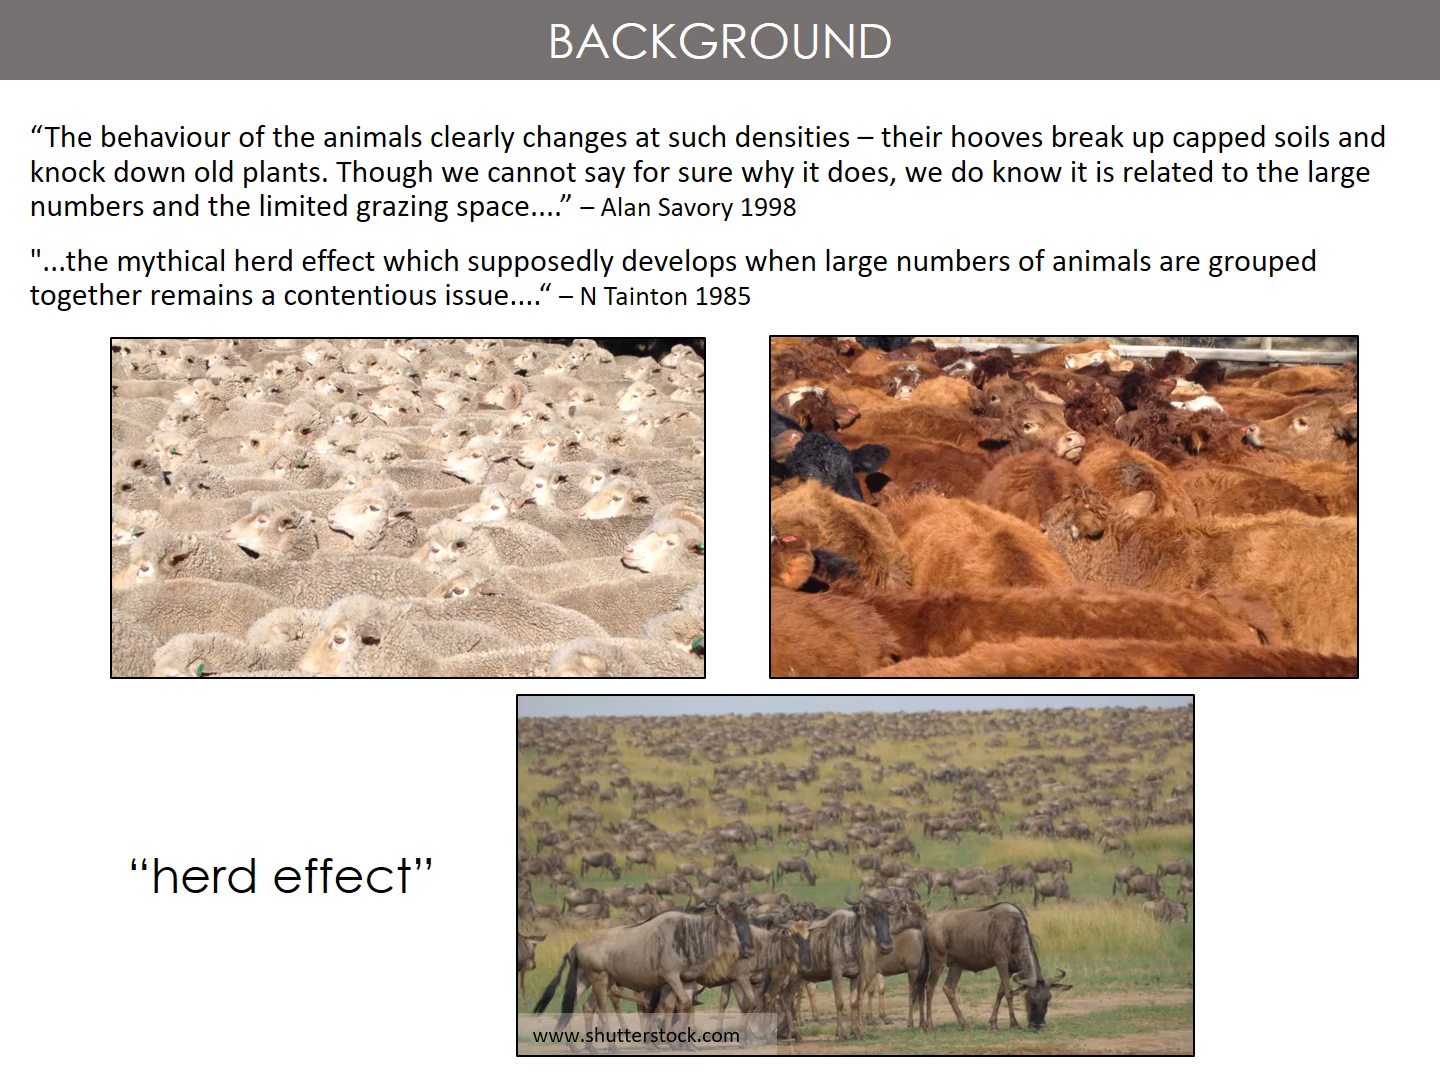 BACKGROUND
“The behaviour of the animals clearly changes at such densities – their hooves break up capped soils and
knock down old plants. Though we cannot say for sure why it does, we do know it is related to the large
numbers and the limited grazing space....” – Alan Savory 1998
"...the mythical herd effect which supposedly develops when large numbers of animals are grouped
together remains a contentious issue....“ – N Tainton 1985
“herd effect”
www.shutterstock.com